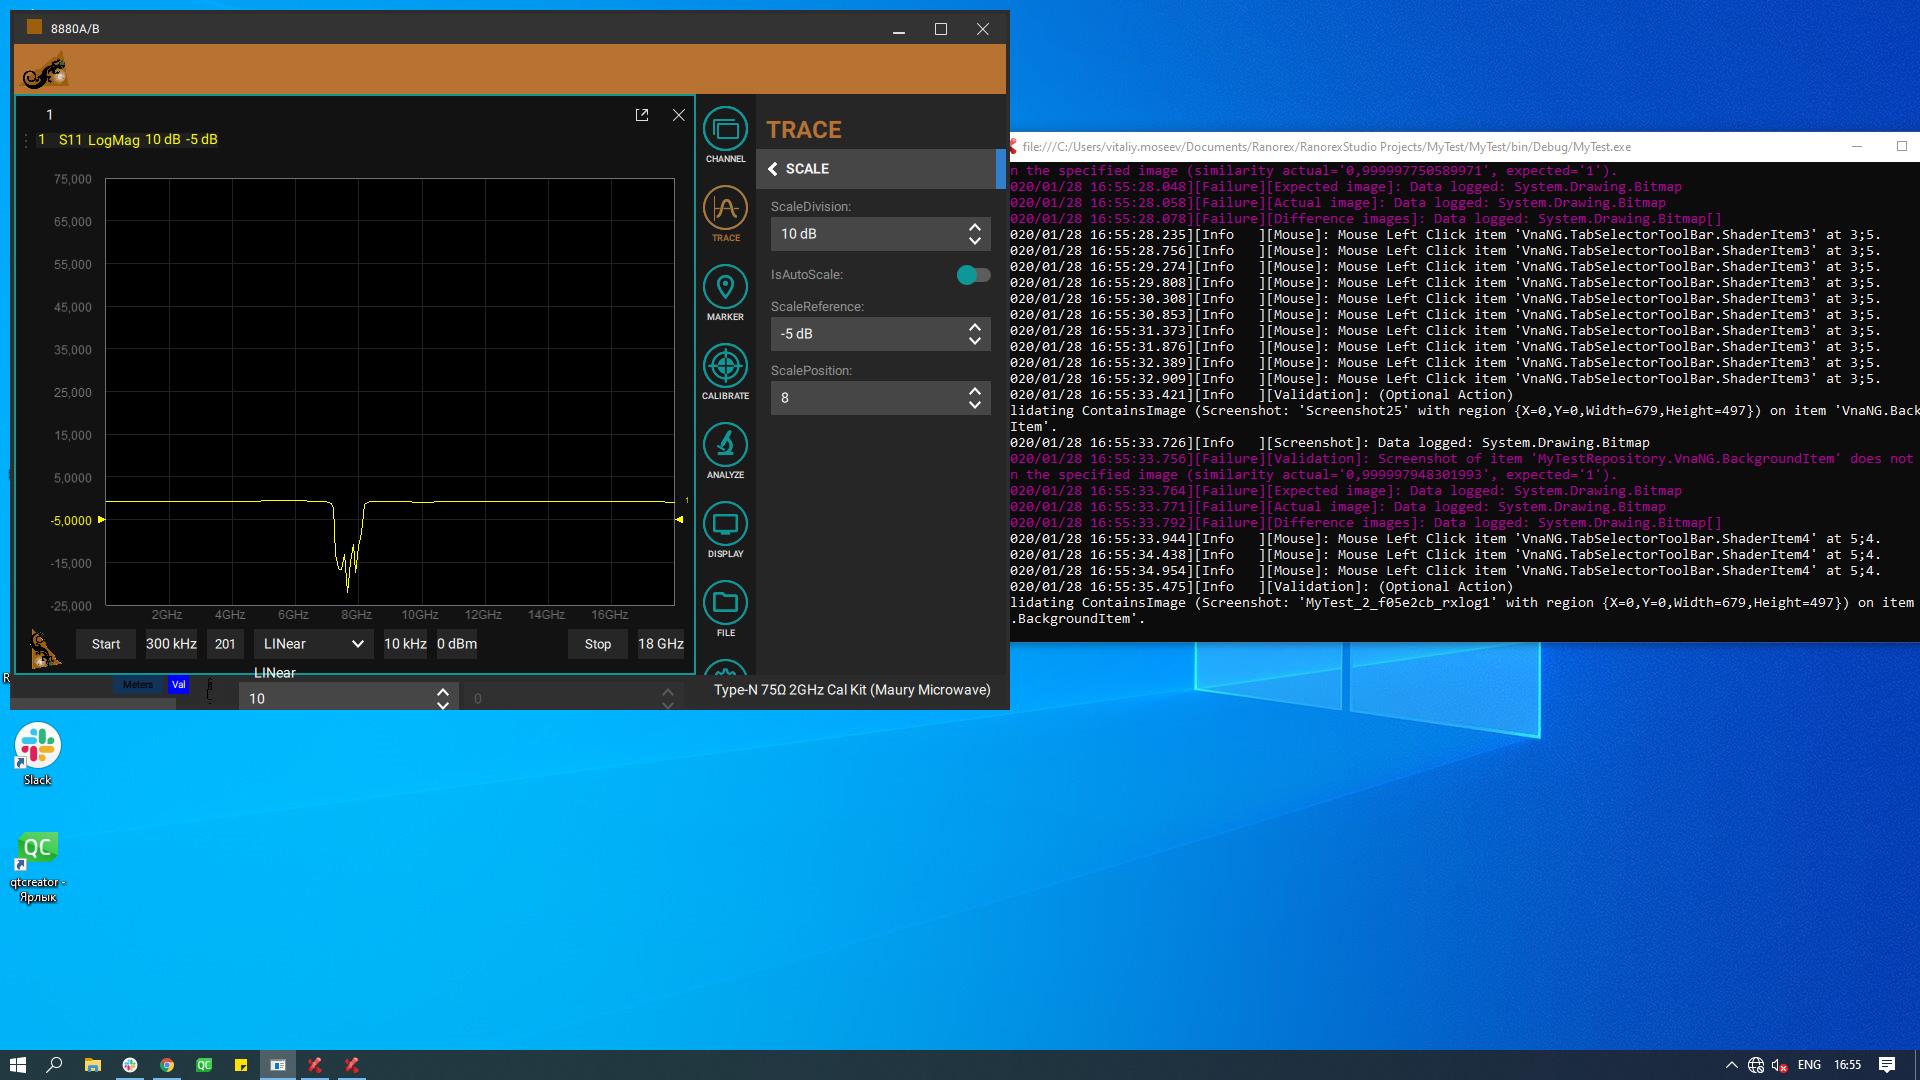 8880A/B
1
1 S11 LogMag 10 dB -5 dB
75,000
65,000
55,000
45,000
35,000
25,000
15,000
5,0000
-5,0000
-15,000
-25,000
1
2GHz 4GHz 6GHz 8GHz 10GHz 12GHz 14GHz 16GHz
Start 300 kHz 201 LINear 10 kHz 0 dBm Stop 18 GHz
LINear
Meters Val
10 0
CHANNEL
TRACE
MARKER
CALIBRATE
ANALYZE
DISPLAY
FILE
TRACE
SCALE
ScaleDivision:
10 dB
IsAutoScale:
ScaleReference:
-5 dB
ScalePosition:
8
Type-N 75Ω 2GHz Cal Kit (Maury Microwave)
file:///C:/Users/vitaliy.moseev/Documents/Ranorex/RanorexStudio Projects/MyTest/MyTest/bin/Debug/MyTest.exe
n the specified image (similarity actual='0,999997750589971', expected='1').
020/01/28 16:55:28.048][Failure][Expected image]: Data logged: System.Drawing.Bitmap
020/01/28 16:55:28.058][Failure][Actual image]: Data logged: System.Drawing.Bitmap
020/01/28 16:55:28.078][Failure][Difference images]: Data logged: System.Drawing.Bitmap[]
020/01/28 16:55:28.235][Info   ][Mouse]: Mouse Left Click item 'VnaNG.TabSelectorToolBar.ShaderItem3' at 3;5.
020/01/28 16:55:28.756][Info   ][Mouse]: Mouse Left Click item 'VnaNG.TabSelectorToolBar.ShaderItem3' at 3;5.
020/01/28 16:55:29.274][Info   ][Mouse]: Mouse Left Click item 'VnaNG.TabSelectorToolBar.ShaderItem3' at 3;5.
020/01/28 16:55:29.808][Info   ][Mouse]: Mouse Left Click item 'VnaNG.TabSelectorToolBar.ShaderItem3' at 3;5.
020/01/28 16:55:30.308][Info   ][Mouse]: Mouse Left Click item 'VnaNG.TabSelectorToolBar.ShaderItem3' at 3;5.
020/01/28 16:55:30.853][Info   ][Mouse]: Mouse Left Click item 'VnaNG.TabSelectorToolBar.ShaderItem3' at 3;5.
020/01/28 16:55:31.373][Info   ][Mouse]: Mouse Left Click item 'VnaNG.TabSelectorToolBar.ShaderItem3' at 3;5.
020/01/28 16:55:31.876][Info   ][Mouse]: Mouse Left Click item 'VnaNG.TabSelectorToolBar.ShaderItem3' at 3;5.
020/01/28 16:55:32.389][Info   ][Mouse]: Mouse Left Click item 'VnaNG.TabSelectorToolBar.ShaderItem3' at 3;5.
020/01/28 16:55:32.909][Info   ][Mouse]: Mouse Left Click item 'VnaNG.TabSelectorToolBar.ShaderItem3' at 3;5.
020/01/28 16:55:33.421][Info   ][Validation]: (Optional Action)
lidating ContainsImage (Screenshot: 'Screenshot25' with region {X=0,Y=0,Width=679,Height=497}) on item 'VnaNG.Back
Item'.
020/01/28 16:55:33.726][Info   ][Screenshot]: Data logged: System.Drawing.Bitmap
020/01/28 16:55:33.756][Failure][Validation]: Screenshot of item 'MyTestRepository.VnaNG.BackgroundItem' does not
n the specified image (similarity actual='0,999997948301993', expected='1').
020/01/28 16:55:33.764][Failure][Expected image]: Data logged: System.Drawing.Bitmap
020/01/28 16:55:33.771][Failure][Actual image]: Data logged: System.Drawing.Bitmap
020/01/28 16:55:33.792][Failure][Difference images]: Data logged: System.Drawing.Bitmap[]
020/01/28 16:55:33.944][Info   ][Mouse]: Mouse Left Click item 'VnaNG.TabSelectorToolBar.ShaderItem4' at 5;4.
020/01/28 16:55:34.438][Info   ][Mouse]: Mouse Left Click item 'VnaNG.TabSelectorToolBar.ShaderItem4' at 5;4.
020/01/28 16:55:34.954][Info   ][Mouse]: Mouse Left Click item 'VnaNG.TabSelectorToolBar.ShaderItem4' at 5;4.
020/01/28 16:55:35.475][Info   ][Validation]: (Optional Action)
lidating ContainsImage (Screenshot: 'MyTest_2_f05e2cb_rxlog1' with region {X=0,Y=0,Width=679,Height=497}) on item
.BackgroundItem'.
Slack
QC
qtcreator -
Ярлык
QC
ENG 16:55